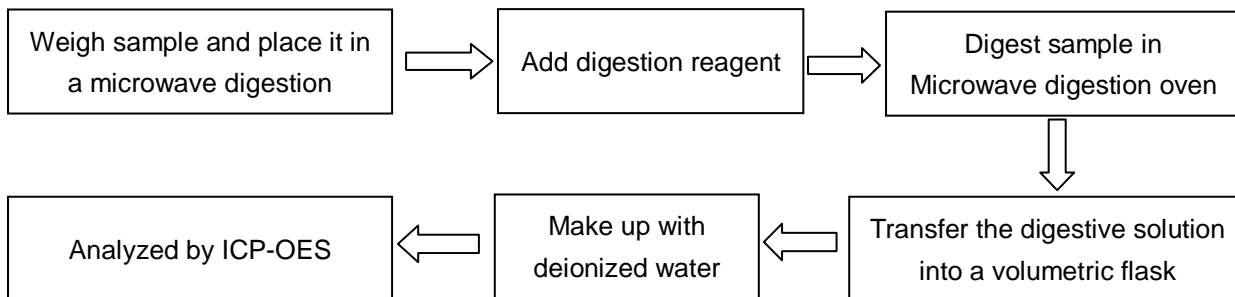 Weigh sample and place it in
a microwave digestion
Add digestion reagent
Digest sample in
Microwave digestion oven
Transfer the digestive solution
into a volumetric flask
Make up with
deionized water
Analyzed by ICP-OES